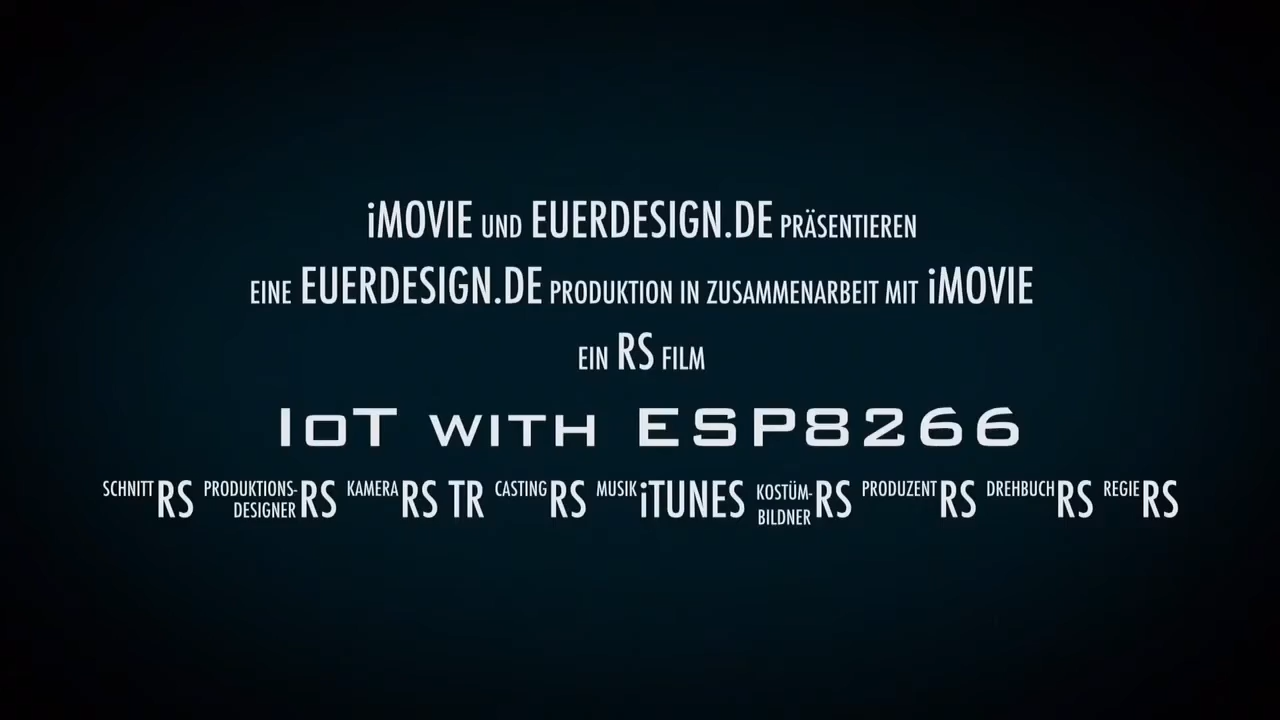 iMOVIE UND EUERDESIGN.DE PRÄSENTIEREN
EINE EUERDESIGN.DE PRODUKTION IN ZUSAMMENARBEIT MIT iMOVIE
EIN RS FILM
IoT with ESP8266
SCHNITT RS PRODUKTIONS-DESIGNER RS KAMERA RS TR CASTING RS MUSIK iTUNES KOSTÜM-BILDNER RS PRODUZENT RS DREHBUCH RS REGIE RS